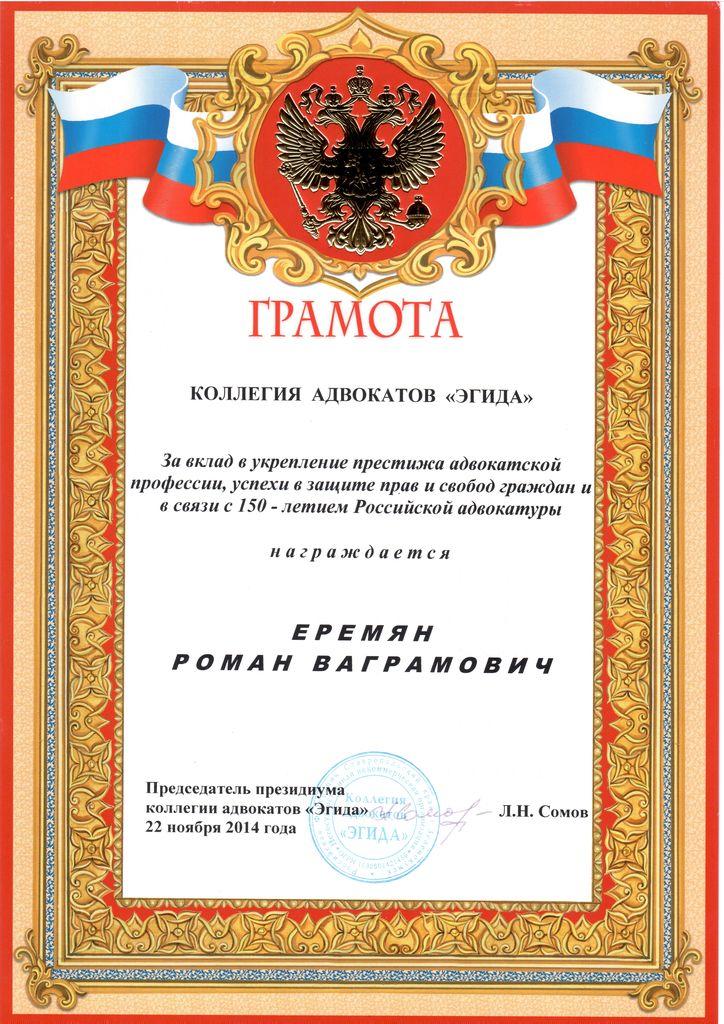 ГРАМОТА
КОЛЛЕГИЯ АДВОКАТОВ «ЭГИДА»
За вклад в укрепление престижа адвокатской
профессии, успехи в защите прав и свобод граждан и
в связи с 150 - летием Российской адвокатуры
н а г р а ж д а е т с я
ЕРЕМЯН
РОМАН ВАГРАМОВИЧ
Председатель президиума
коллегии адвокатов «Эгида»
Л.Н. Сомов
22 ноября 2014 года
Коллегия
адвокатов
«ЭГИДА»